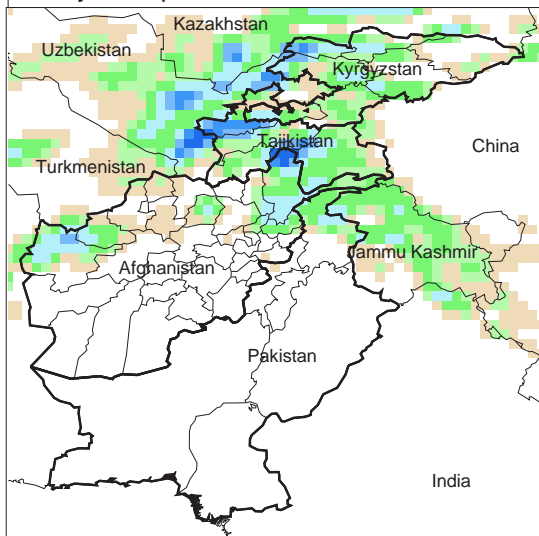 Kazakhstan
Uzbekistan
Kyrgyzstan
Tajikistan
China
Turkmenistan
Jammu Kashmir
Afghanistan
Pakistan
India